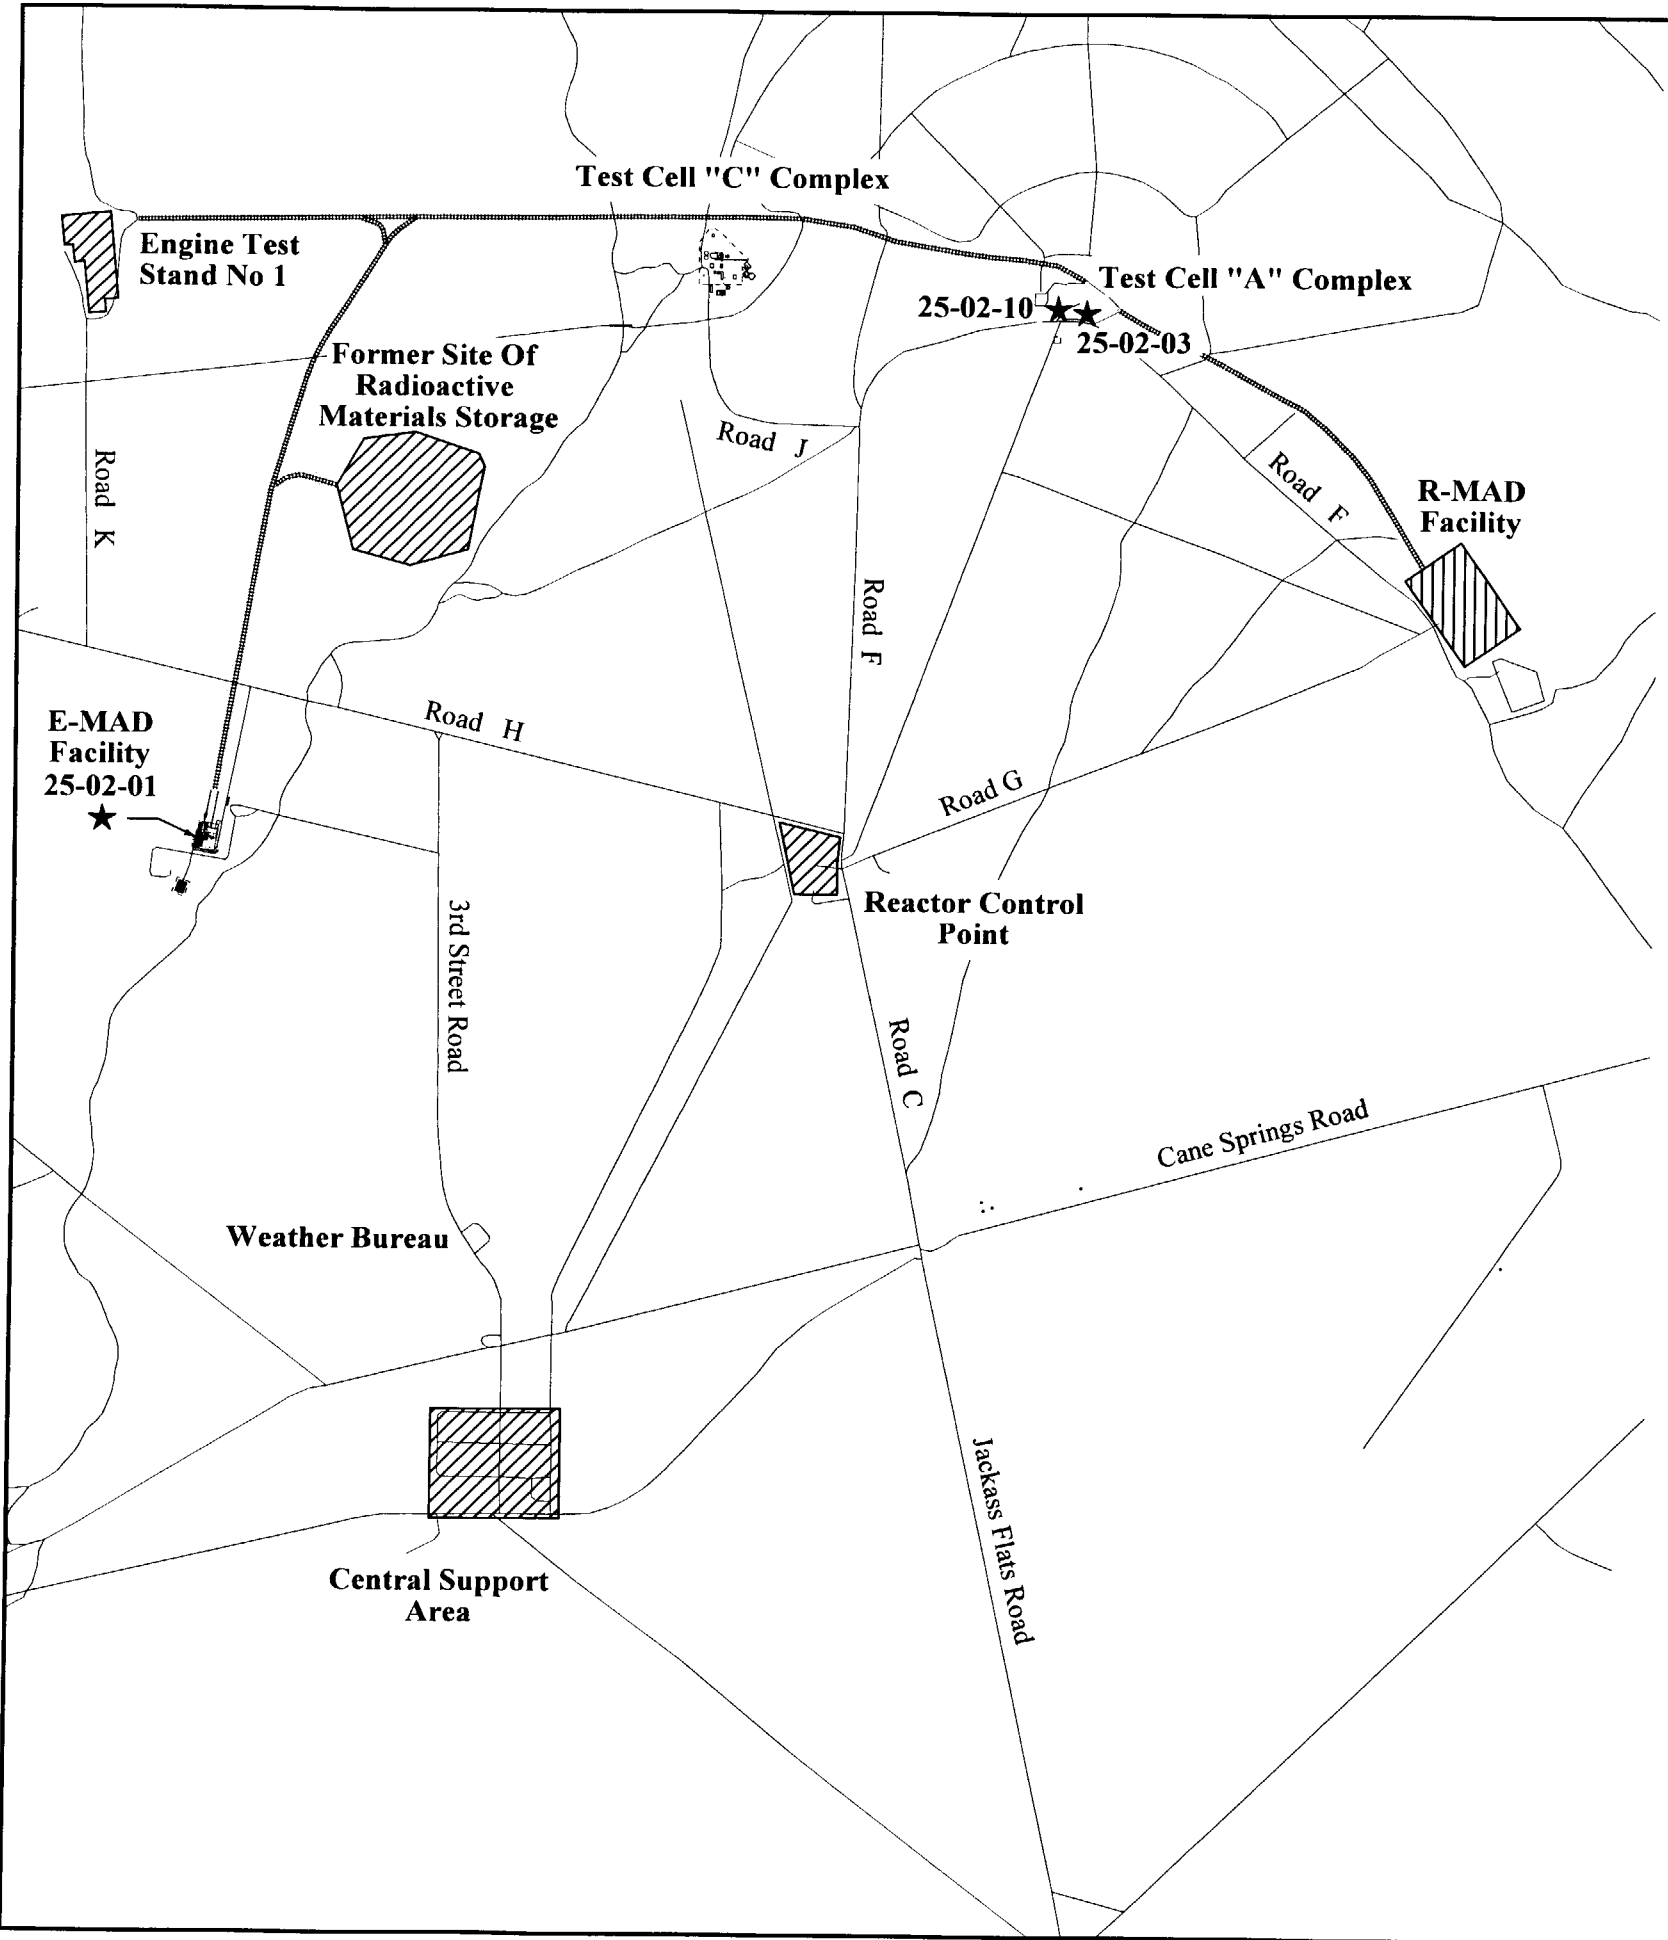 Test Cell "C" Complex
Engine Test
Stand No 1
Test Cell "A" Complex
25-02-10
25-02-03
Former Site Of
Radioactive
Materials Storage
Road J
Road K
Road F
R-MAD
Facility
Road F
E-MAD
Facility
25-02-01
Road H
Road G
Reactor Control
Point
3rd Street Road
Road C
Cane Springs Road
Weather Bureau
Jackass Flats Road
Central Support
Area